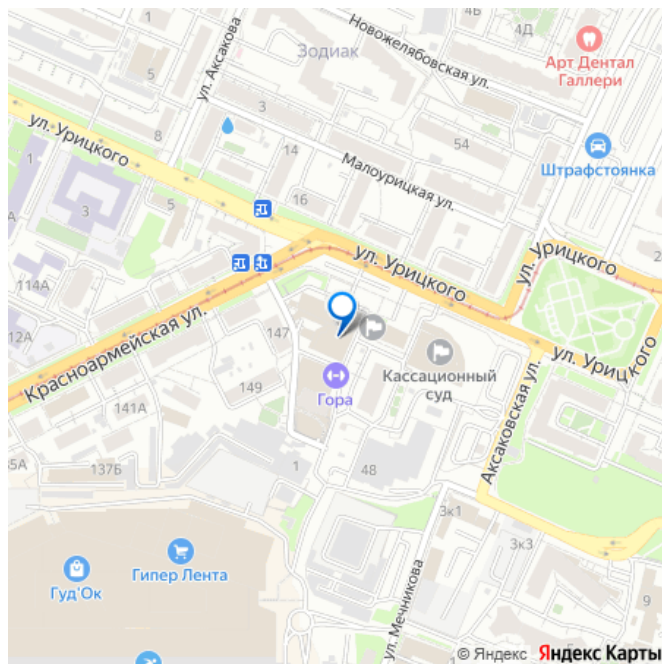 4Б
Новожелябовская ул.
4Д
Арт Дентал
Галлери
Зодиак
ул. Аксакова
5
3
8
ул. Урицкого
1
14
Малоурицкая ул.
54
Штрафстоянка
3
5
16
ул. Урицкого
ул. Урицкого
114А
12А
Красноармейская ул.
147
ул. Урицкого
Кассационный
суд
149
Гора
141А
Аксаковская ул.
137Б
1
48
3к1
Гипер Лента
Гуд'Ок
3к3
ул. Мечникова
9
© Яндекс Яндекс Карты